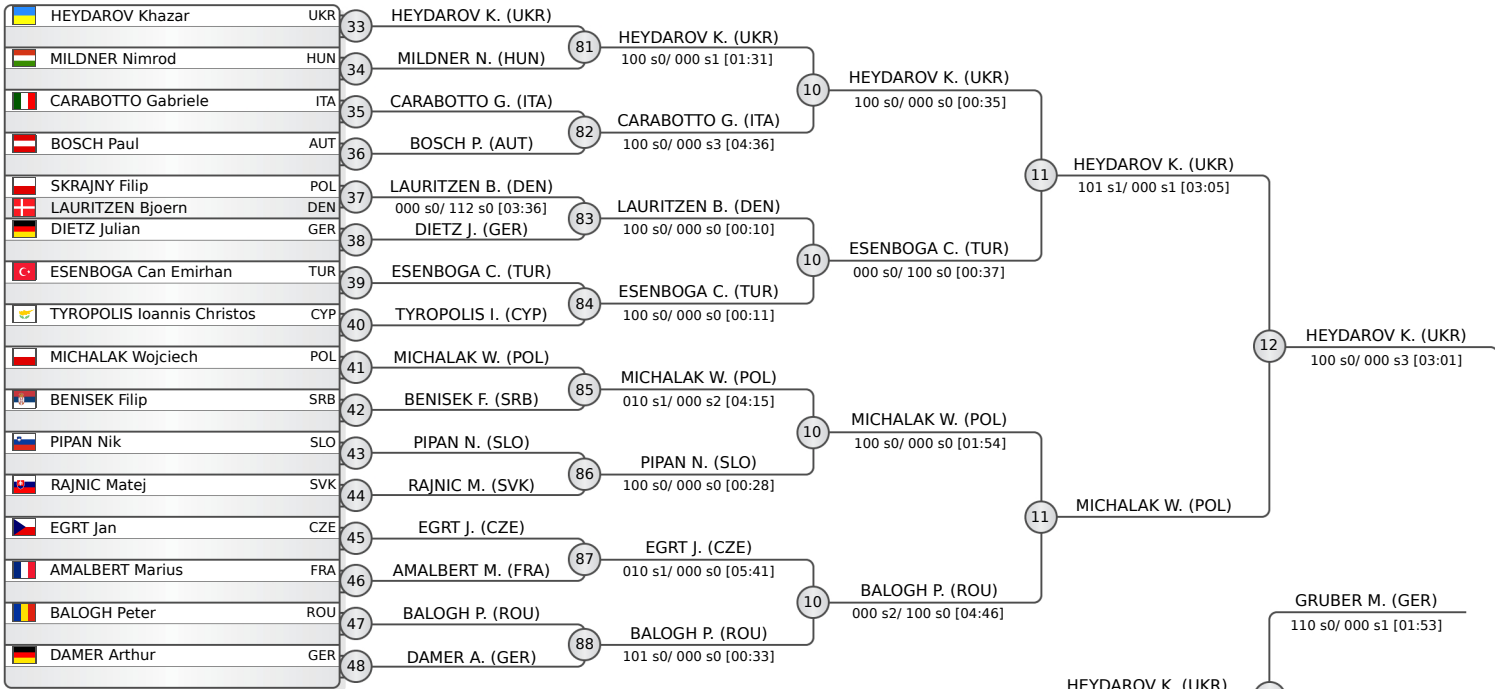 HEYDAROV Khazar UKR
MILDNER Nimrod HUN
CARABOTTO Gabriele ITA
BOSCH Paul AUT
SKRAJNY Filip POL
LAURITZEN Bjoern DEN
DIETZ Julian GER
ESENBOGA Can Emirhan TUR
TYROPOLIS Ioannis Christos CYP
MICHALAK Wojciech POL
BENISEK Filip SRB
PIPAN Nik SLO
RAJNIC Matej SVK
EGRT Jan CZE
AMALBERT Marius FRA
BALOGH Peter ROU
DAMER Arthur GER
33
34
35
36
37
38
39
40
41
42
43
44
45
46
47
48
HEYDAROV K. (UKR)
MILDNER N. (HUN)
CARABOTTO G. (ITA)
BOSCH P. (AUT)
LAURITZEN B. (DEN)
000 s0/ 112 s0 [03:36]
DIETZ J. (GER)
ESENBOGA C. (TUR)
TYROPOLIS I. (CYP)
MICHALAK W. (POL)
BENISEK F. (SRB)
PIPAN N. (SLO)
RAJNIC M. (SVK)
EGRT J. (CZE)
AMALBERT M. (FRA)
BALOGH P. (ROU)
DAMER A. (GER)
81
82
83
84
85
86
87
88
HEYDAROV K. (UKR)
100 s0/ 000 s1 [01:31]
CARABOTTO G. (ITA)
100 s0/ 000 s3 [04:36]
LAURITZEN B. (DEN)
100 s0/ 000 s0 [00:10]
ESENBOGA C. (TUR)
100 s0/ 000 s0 [00:11]
MICHALAK W. (POL)
010 s1/ 000 s2 [04:15]
PIPAN N. (SLO)
100 s0/ 000 s0 [00:28]
EGRT J. (CZE)
010 s1/ 000 s0 [05:41]
BALOGH P. (ROU)
101 s0/ 000 s0 [00:33]
10
10
10
10
HEYDAROV K. (UKR)
100 s0/ 000 s0 [00:35]
ESENBOGA C. (TUR)
000 s0/ 100 s0 [00:37]
MICHALAK W. (POL)
100 s0/ 000 s0 [01:54]
BALOGH P. (ROU)
000 s2/ 100 s0 [04:46]
11
11
HEYDAROV K. (UKR)
101 s1/ 000 s1 [03:05]
MICHALAK W. (POL)
12
HEYDAROV K. (UKR)
100 s0/ 000 s3 [03:01]
GRUBER M. (GER)
110 s0/ 000 s1 [01:53]
HEYDAROV K. (UKR)